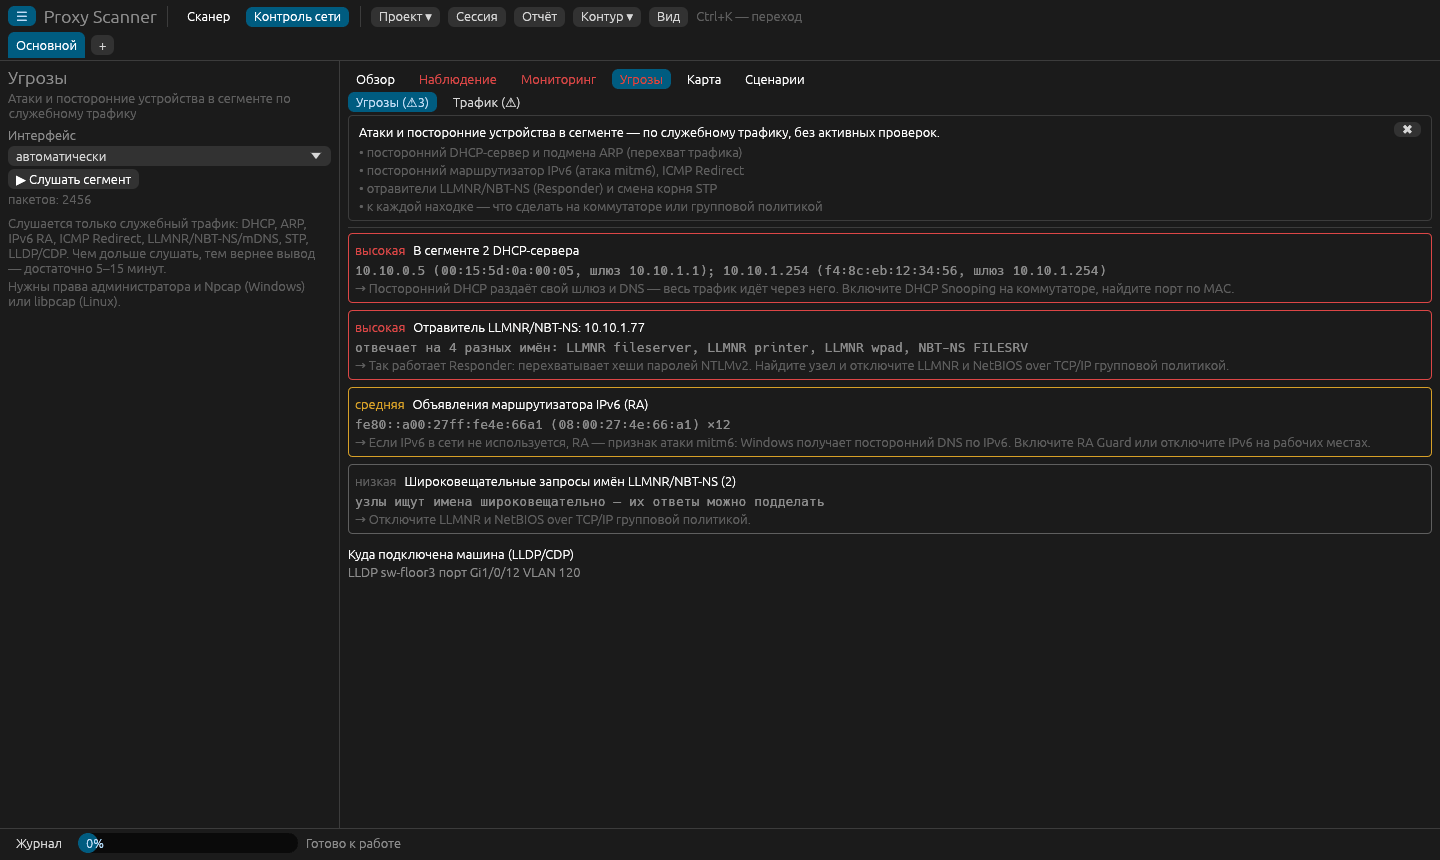 ☰ Proxy Scanner Сканер Контроль сети Проект ▾ Сессия Отчёт Контур ▾ Вид Ctrl+K — переход
Основной +
Угрозы
Атаки и посторонние устройства в сегменте по
служебному трафику
Интерфейс
автоматически
▶ Слушать сегмент
пакетов: 2456
Слушается только служебный трафик: DHCP, ARP,
IPv6 RA, ICMP Redirect, LLMNR/NBT-NS/mDNS, STP,
LLDP/CDP. Чем дольше слушать, тем вернее вывод
— достаточно 5–15 минут.
Нужны права администратора и Npcap (Windows)
или libpcap (Linux).
Обзор Наблюдение Мониторинг Угрозы Карта Сценарии
Угрозы (⚠3) Трафик (⚠)
Атаки и посторонние устройства в сегменте — по служебному трафику, без активных проверок.
• посторонний DHCP-сервер и подмена ARP (перехват трафика)
• посторонний маршрутизатор IPv6 (атака mitm6), ICMP Redirect
• отравители LLMNR/NBT-NS (Responder) и смена корня STP
• к каждой находке — что сделать на коммутаторе или групповой политикой
✖
высокая В сегменте 2 DHCP-сервера
10.10.0.5 (00:15:5d:0a:00:05, шлюз 10.10.1.1); 10.10.1.254 (f4:8c:eb:12:34:56, шлюз 10.10.1.254)
→ Посторонний DHCP раздаёт свой шлюз и DNS — весь трафик идёт через него. Включите DHCP Snooping на коммутаторе, найдите порт по MAC.
высокая Отравитель LLMNR/NBT-NS: 10.10.1.77
отвечает на 4 разных имён: LLMNR fileserver, LLMNR printer, LLMNR wpad, NBT-NS FILESRV
→ Так работает Responder: перехватывает хеши паролей NTLMv2. Найдите узел и отключите LLMNR и NetBIOS over TCP/IP групповой политикой.
средняя Объявления маршрутизатора IPv6 (RA)
fe80::a00:27ff:fe4e:66a1 (08:00:27:4e:66:a1) ×12
→ Если IPv6 в сети не используется, RA — признак атаки mitm6: Windows получает посторонний DNS по IPv6. Включите RA Guard или отключите IPv6 на рабочих местах.
низкая Широковещательные запросы имён LLMNR/NBT-NS (2)
узлы ищут имена широковещательно — их ответы можно подделать
→ Отключите LLMNR и NetBIOS over TCP/IP групповой политикой.
Куда подключена машина (LLDP/CDP)
LLDP sw-floor3 порт Gi1/0/12 VLAN 120
Журнал 0% Готово к работе